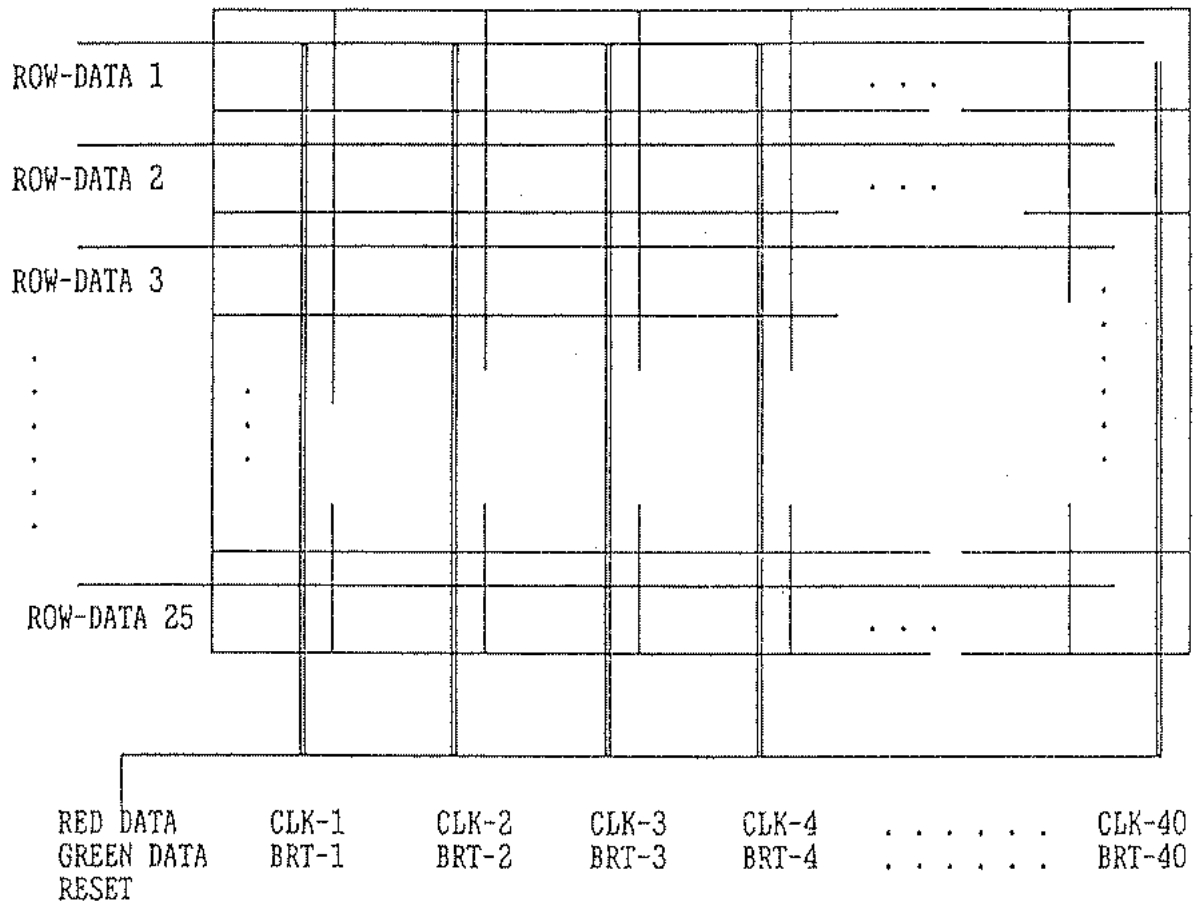 ROW-DATA 1
. . .
ROW-DATA 2
. . .
ROW-DATA 3
ROW-DATA 25
. . .
RED DATA CLK-1 CLK-2 CLK-3 CLK-4 . . . . . . CLK-40
GREEN DATA BRT-1 BRT-2 BRT-3 BRT-4 . . . . . . BRT-40
RESET